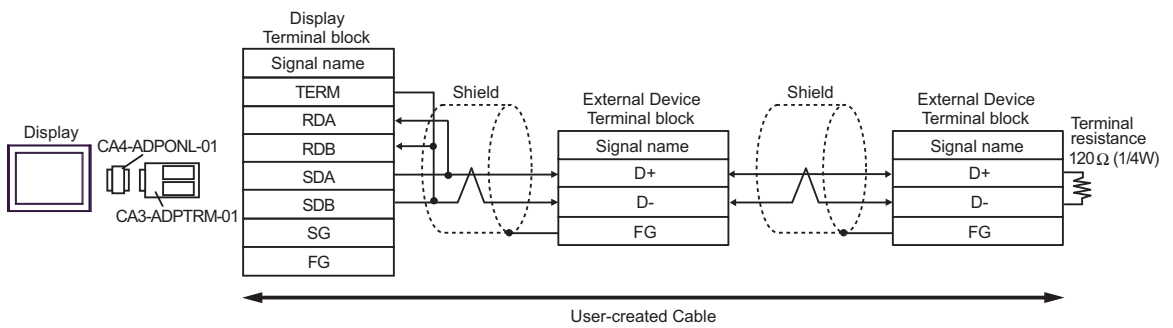 Display
CA4-ADPONL-01
CA3-ADPTRM-01
Display
Terminal block
Signal name
TERM
RDA
RDB
SDA
SDB
SG
FG
Shield
External Device
Terminal block
Signal name
D+
D-
FG
Shield
External Device
Terminal block
Signal name
D+
D-
FG
Terminal
resistance
120Ω (1/4W)
User-created Cable